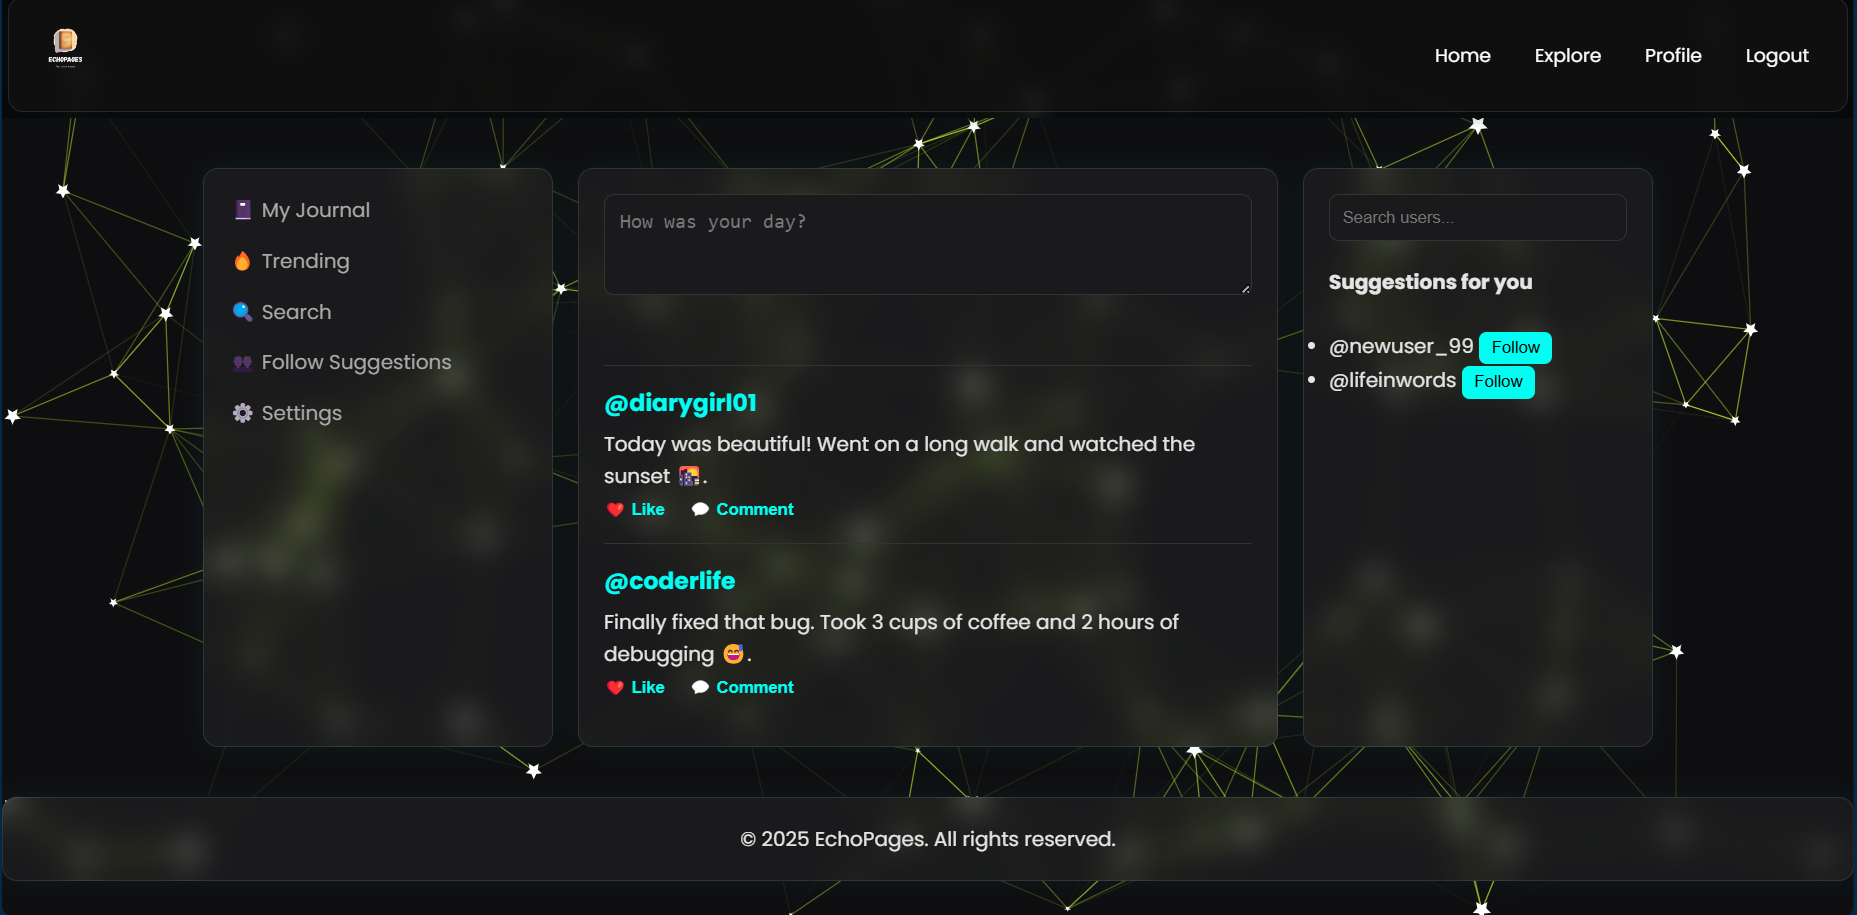 ECHOPAGES
Home Explore Profile Logout
My Journal
Trending
Search
Follow Suggestions
Settings
How was your day?
@diarygirl01
Today was beautiful! Went on a long walk and watched the
sunset 🌇.
❤️ Like 💬 Comment
@coderlife
Finally fixed that bug. Took 3 cups of coffee and 2 hours of
debugging 😅.
❤️ Like 💬 Comment
Search users...
Suggestions for you
@newuser_99 Follow
@lifeinwords Follow
© 2025 EchoPages. All rights reserved.